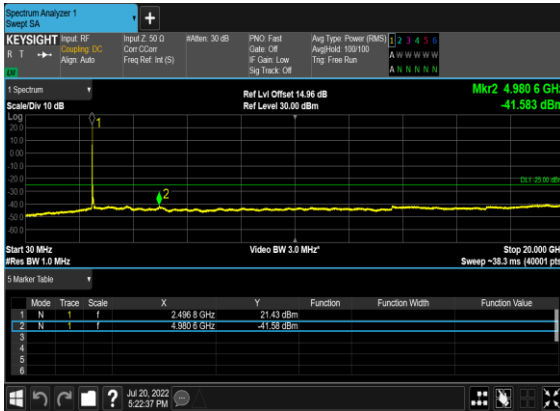 Spectrum Analyzer 1
Swept SA
+
KEYSIGHT Input: RF Input Z: 50 Ω #Atten: 30 dB PNO: Fast Avg Type: Power (RMS) 1 2 3 4 5 6
R T Coupling: DC Corr CCorr Gate: Off Avg|Hold: 100/100 A W W W W W
Align: Auto Freq Ref: Int (S) IF Gain: Low Trig: Free Run
Sig Track: Off A N N N N N
1 Spectrum
Scale/Div 10 dB Ref Lvl Offset 14.96 dB Mkr2 4.980 6 GHz
Ref Level 30.00 dBm -41.583 dBm
Log
20.0 1
10.0
0.00
-10.0
-20.0 DL1 -25.00 dBm
-30.0 2
-40.0
-50.0
-60.0
Start 30 MHz Video BW 3.0 MHz* Stop 20.000 GHz
#Res BW 1.0 MHz Sweep ~38.3 ms (40001 pts)
5 Marker Table
Mode Trace Scale X Y Function Function Width Function Value
1 N 1 f 2.496 8 GHz 21.43 dBm
2 N 1 f 4.980 6 GHz -41.58 dBm
3
4
5
6
? Jul 20, 2022
5:22:37 PM